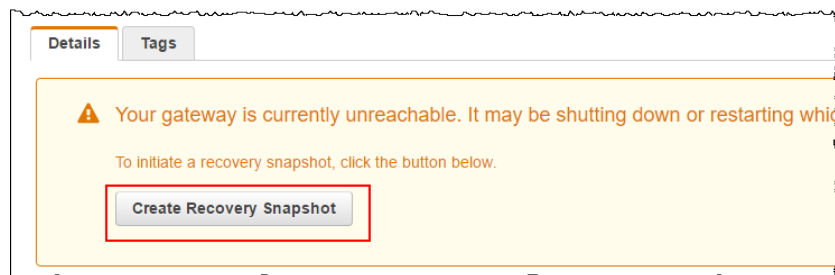 Details Tags
Your gateway is currently unreachable. It may be shutting down or restarting
To initiate a recovery snapshot, click the button below.
Create Recovery Snapshot